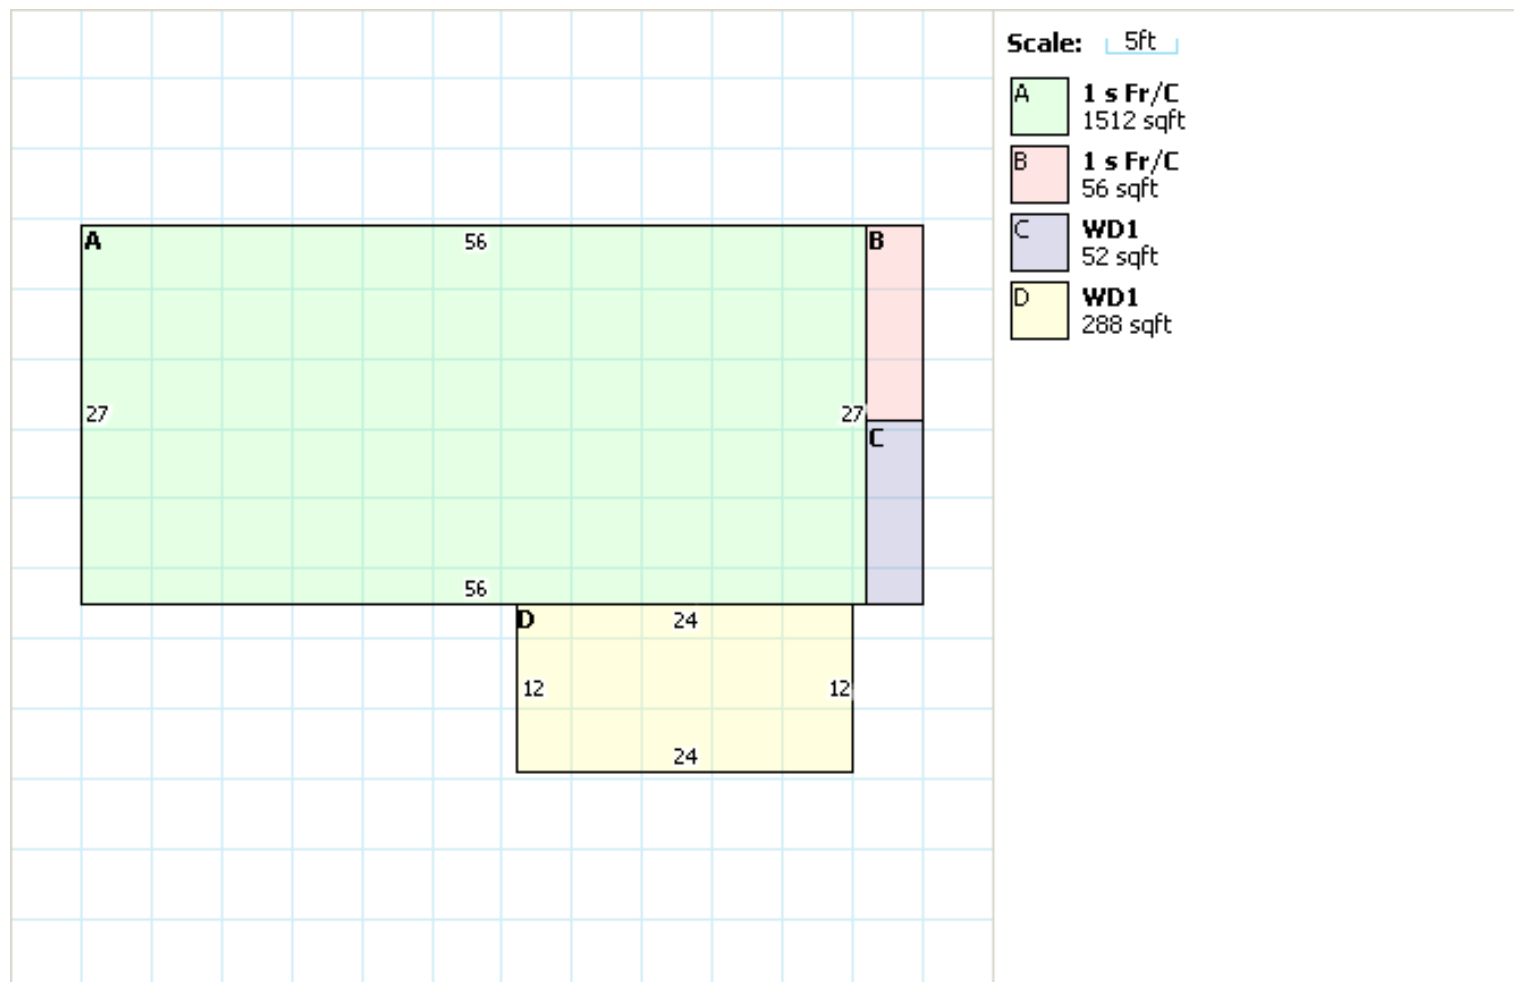 Scale: 5ft
A 1 s Fr/C
1512 sqft
B 1 s Fr/C
56 sqft
C WD1
52 sqft
D WD1
288 sqft
A 56 B
27 27
C
56
D 24
12 12
24